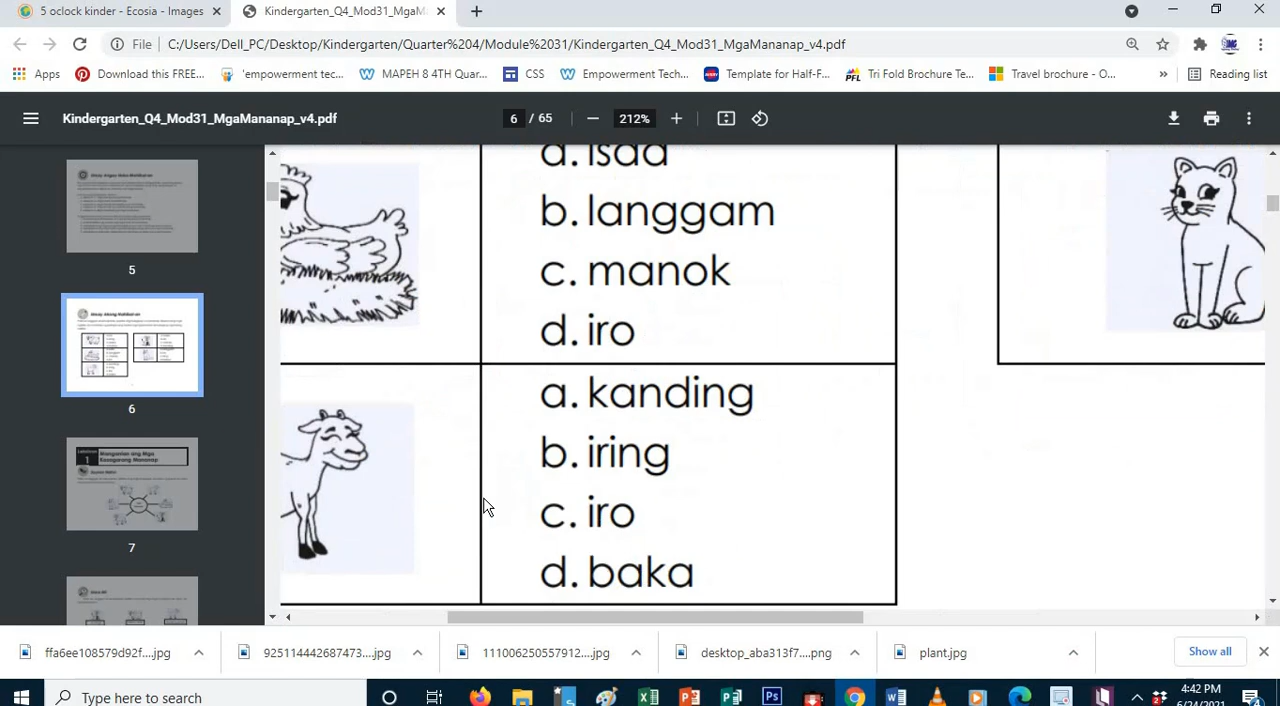 5 oclock kinder - Ecosia - Images
Kindergarten_Q4_Mod31_MgaM
File
C:/Users/Dell_PC/Desktop/Kindergarten/Quarter%204/Module%2031/Kindergarten_Q4_Mod31_MgaMananap_v4.pdf
Apps
Download this FREE...
'empowerment tec...
MAPEH 8 4TH Quar...
CSS
Empowerment Tech...
Template for Half-F...
Tri Fold Brochure Te...
Travel brochure - O...
»
Reading list
Kindergarten_Q4_Mod31_MgaMananap_v4.pdf
6 / 65
212%
5
6
7
a. isda
b. langgam
c. manok
d. iro
a. kanding
b. iring
c. iro
d. baka
ffa6ee108579d92f....jpg
925114442687473....jpg
111006250557912....jpg
desktop_aba313f7....png
plant.jpg
Show all
Type here to search
4:42 PM
6/24/2021